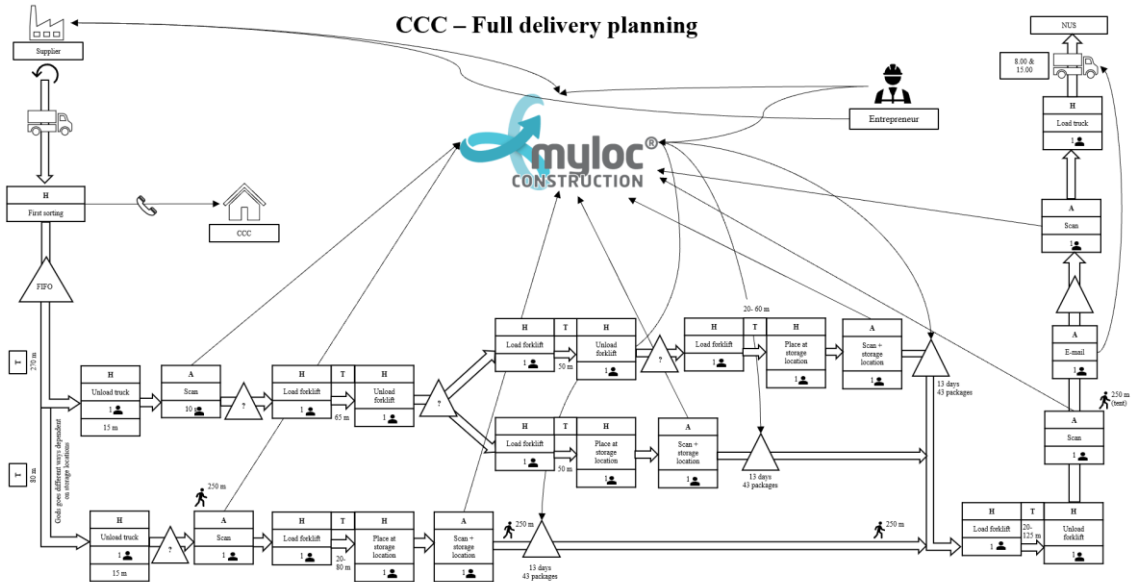 CCC – Full delivery planning
Supplier
NUS
8.00 &
15.00
Entrepreneur
myloc®
CONSTRUCTION
H
Load truck
1
H
First sorting
CCC
A
Scan
1
FIFO
T
270 m
H
Unload truck
1
15 m
A
Scan
?
H
Load forklift
1
T
65 m
H
Unload
forklift
1
?
H
Load forklift
1
T
50 m
H
Unload
forklift
1
?
H
Load forklift
1
20- 60 m
T
H
Place at
storage
location
1
A
Scan +
storage
location
1
13 days
43 packages
A
E-mail
1
H
Load forklift
1
T
50 m
H
Place at
storage
location
1
A
Scan +
storage
location
1
13 days
43 packages
250 m
(tent)
A
Scan
1
T
80 m
Gods: goes different ways dependent
on storage locations
H
Unload truck
1
15 m
?
250 m
A
Scan
1
H
Load forklift
1
T
20-
80 m
H
Place at
storage
location
1
A
Scan +
storage
location
1
250 m
13 days
43 packages
250 m
H
Load forklift
1
T
20-
125 m
H
Unload
forklift
1